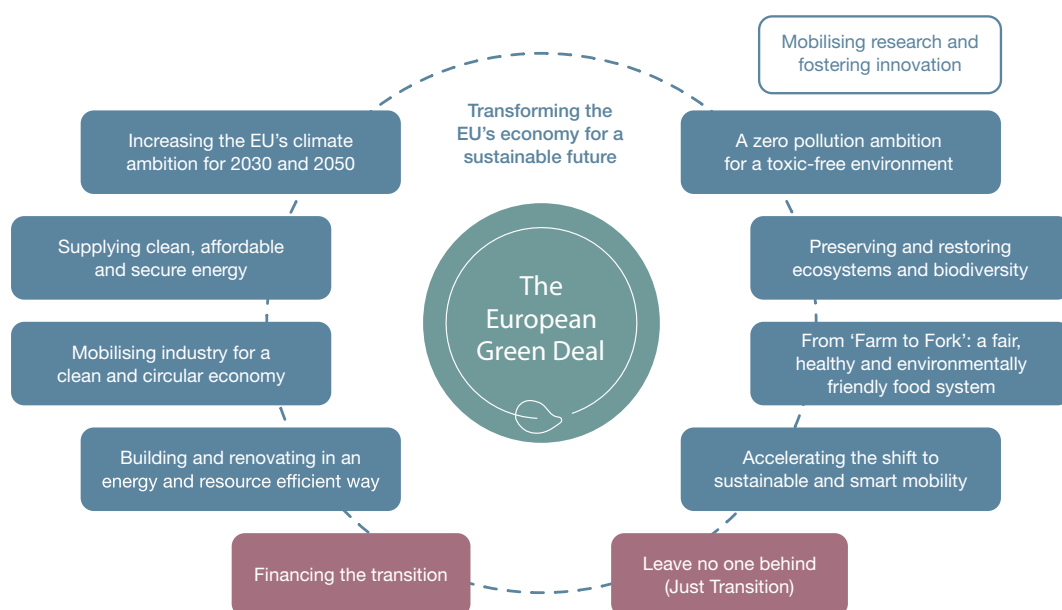 Mobilising research and
fostering innovation
Transforming the
EU's economy for a
sustainable future
Increasing the EU's climate
ambition for 2030 and 2050
A zero pollution ambition
for a toxic-free environment
Supplying clean, affordable
and secure energy
Preserving and restoring
ecosystems and biodiversity
The
European
Green Deal
Mobilising industry for a
clean and circular economy
From ‘Farm to Fork’: a fair,
healthy and environmentally
friendly food system
Building and renovating in an
energy and resource efficient way
Accelerating the shift to
sustainable and smart mobility
Financing the transition
Leave no one behind
(Just Transition)